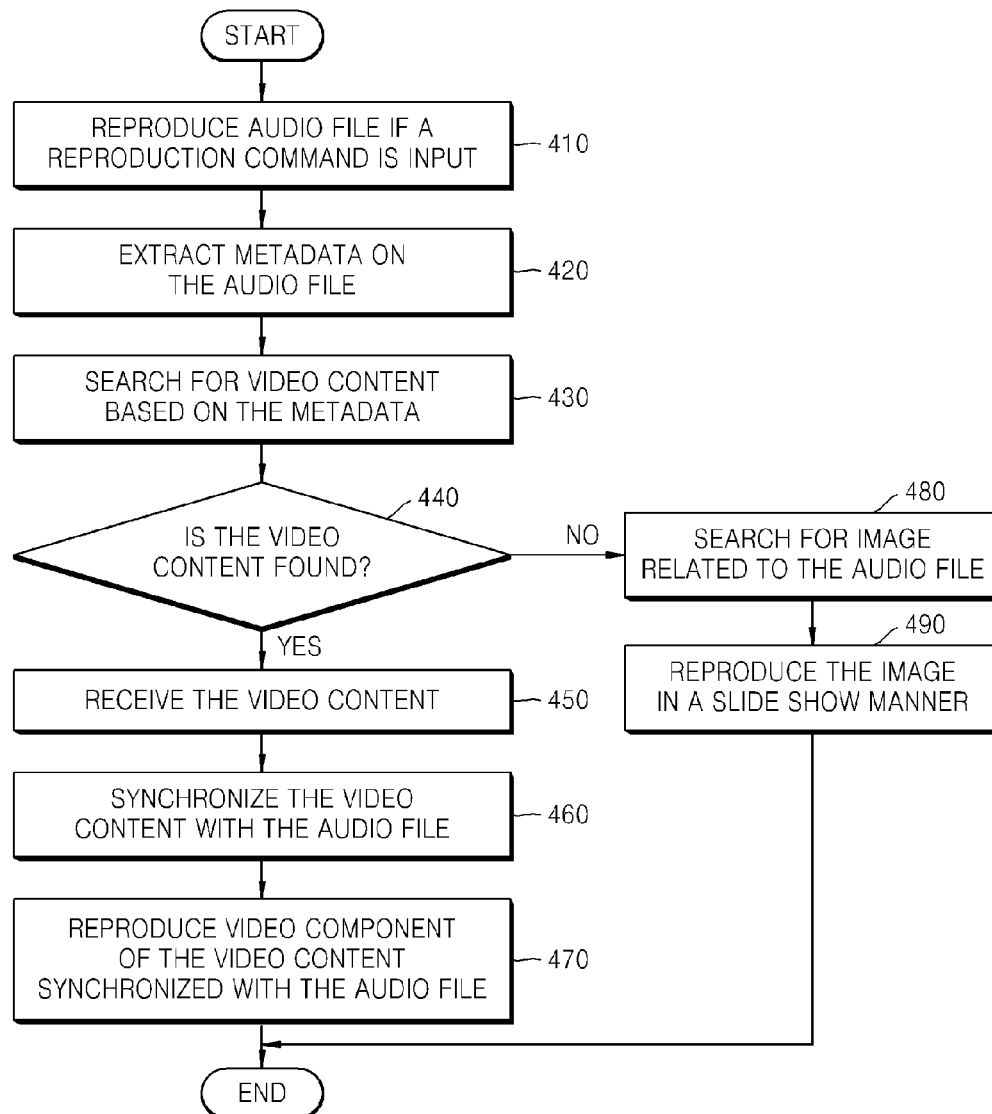 START
REPRODUCE AUDIO FILE IF A
REPRODUCTION COMMAND IS INPUT
410
EXTRACT METADATA ON
THE AUDIO FILE
420
SEARCH FOR VIDEO CONTENT
BASED ON THE METADATA
430
440
IS THE VIDEO
CONTENT FOUND?
NO
480
SEARCH FOR IMAGE
RELATED TO THE AUDIO FILE
490
REPRODUCE THE IMAGE
IN A SLIDE SHOW MANNER
YES
RECEIVE THE VIDEO CONTENT
450
SYNCHRONIZE THE VIDEO
CONTENT WITH THE AUDIO FILE
460
REPRODUCE VIDEO COMPONENT
OF THE VIDEO CONTENT
SYNCHRONIZED WITH THE AUDIO FILE
470
END